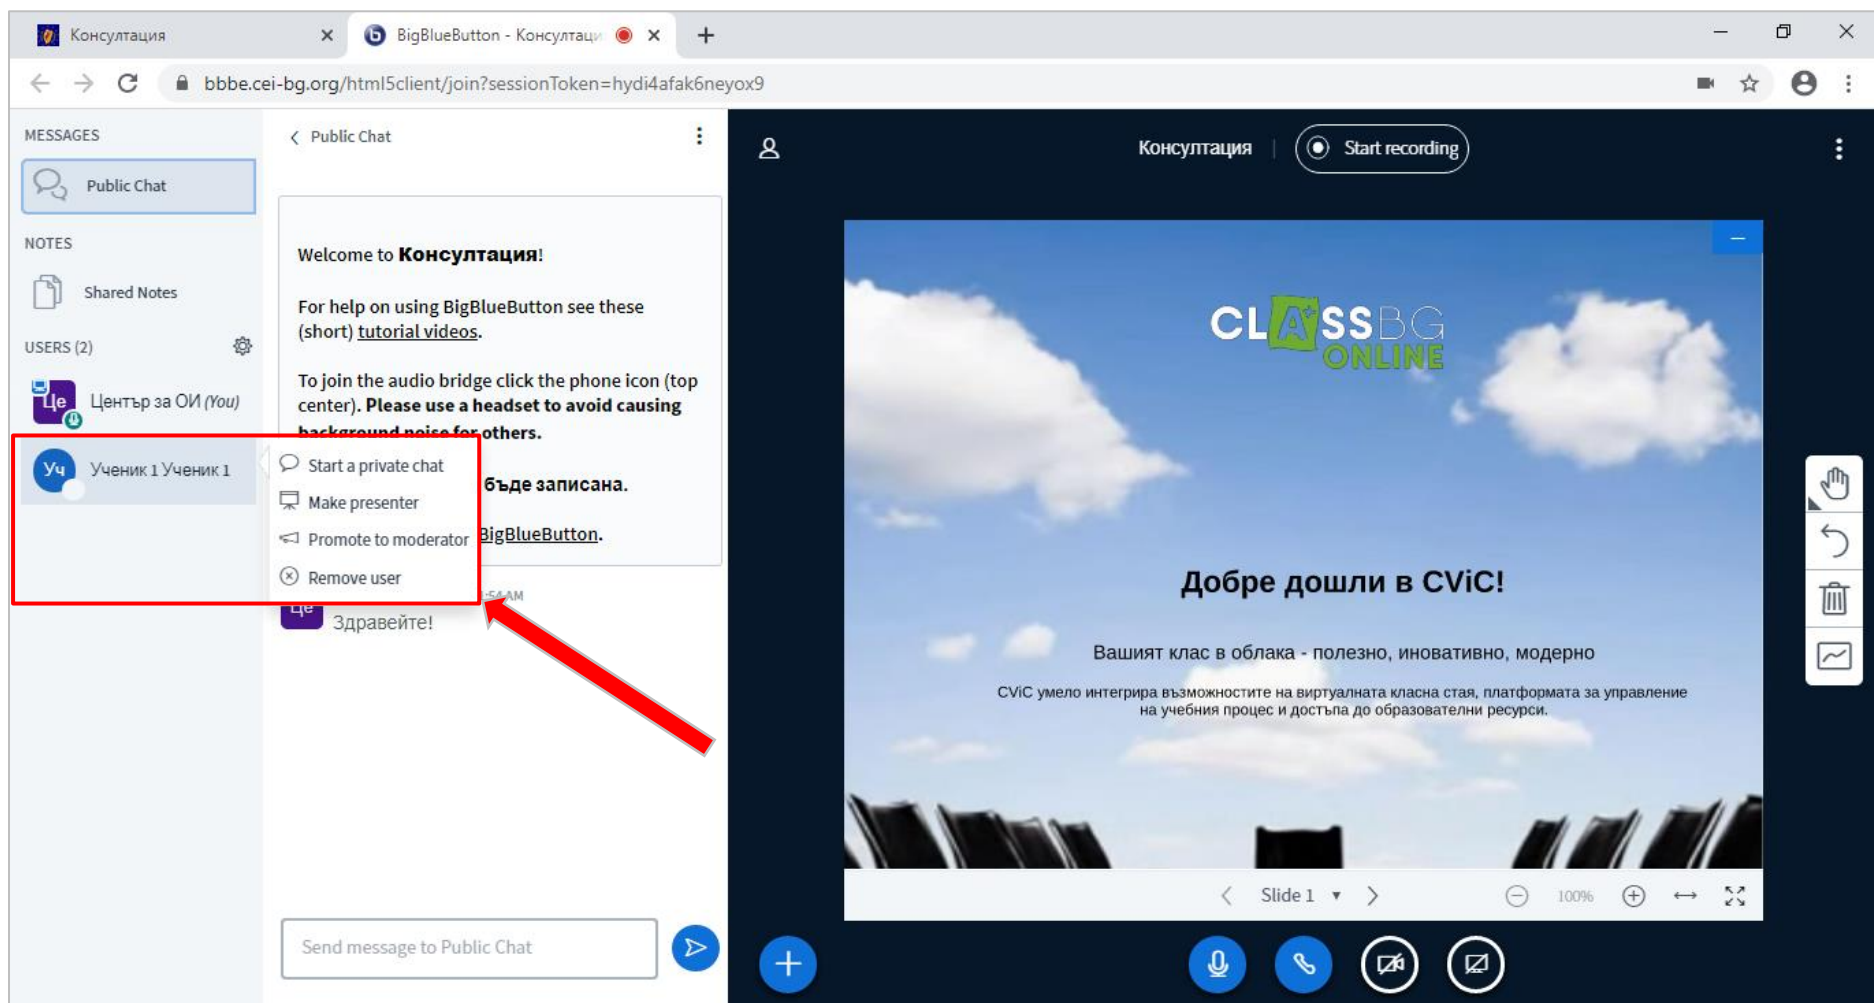 Консултация
BigBlueButton - Консултаци
bbbe.cei-bg.org/html5client/join?sessionToken=hydi4afak6neyox9
MESSAGES
Public Chat
NOTES
Shared Notes
USERS (2)
Це
Център за ОИ (You)
Уч
Ученик 1 Ученик 1
Public Chat
Welcome to Консултация!
For help on using BigBlueButton see these
(short) tutorial videos.
To join the audio bridge click the phone icon (top
center). Please use a headset to avoid causing
background noise for others.
бъде записана.
BigBlueButton.
Start a private chat
Make presenter
Promote to moderator
Remove user
:54 AM
Це
Здравейте!
Send message to Public Chat
Консултация
Start recording
CLASSBG
ONLINE
Добре дошли в CViC!
Вашият клас в облака - полезно, иновативно, модерно
CViC умело интегрира възможностите на виртуалната класна стая, платформата за управление
на учебния процес и достъпа до образователни ресурси.
Slide 1
100%